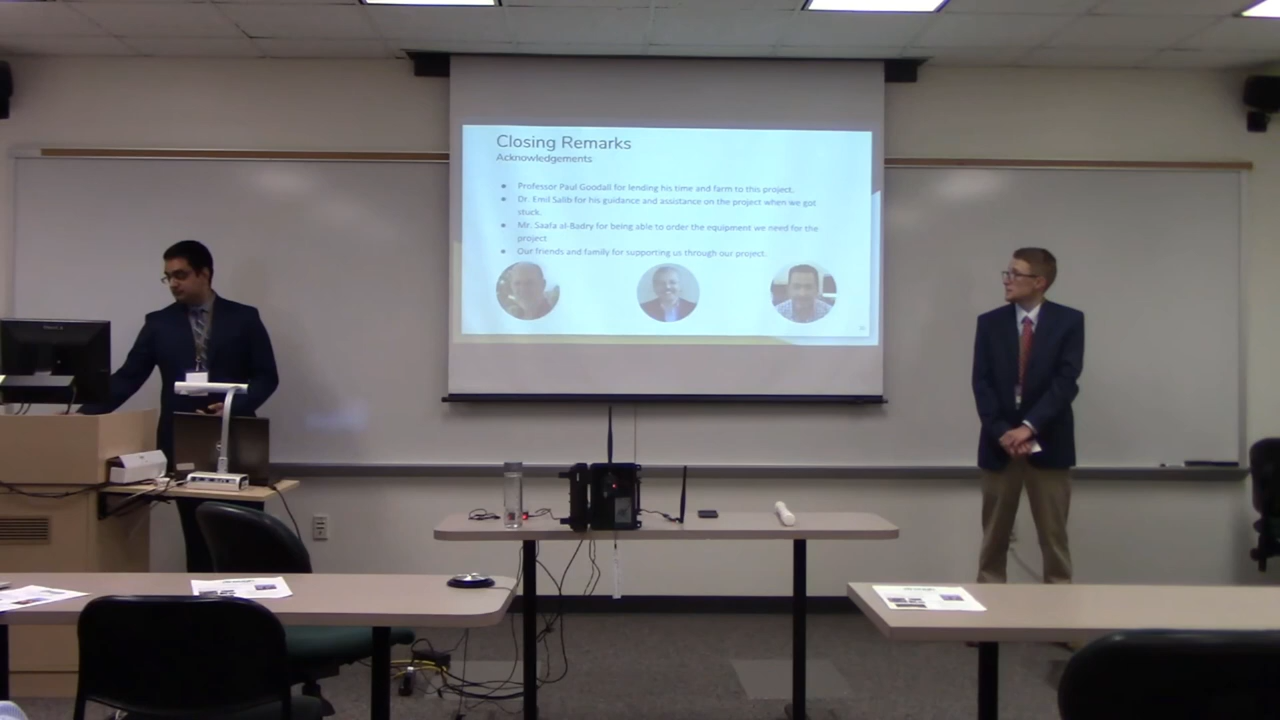 Closing Remarks
Acknowledgements
● Professor Paul Goodall for lending his time and farm to this project.
● Dr. Emil Salib for his guidance and assistance on the project when we got
stuck.
● Mr. Saafa al-Badry for being able to order the equipment we need for the
project
● Our friends and family for supporting us through our project.